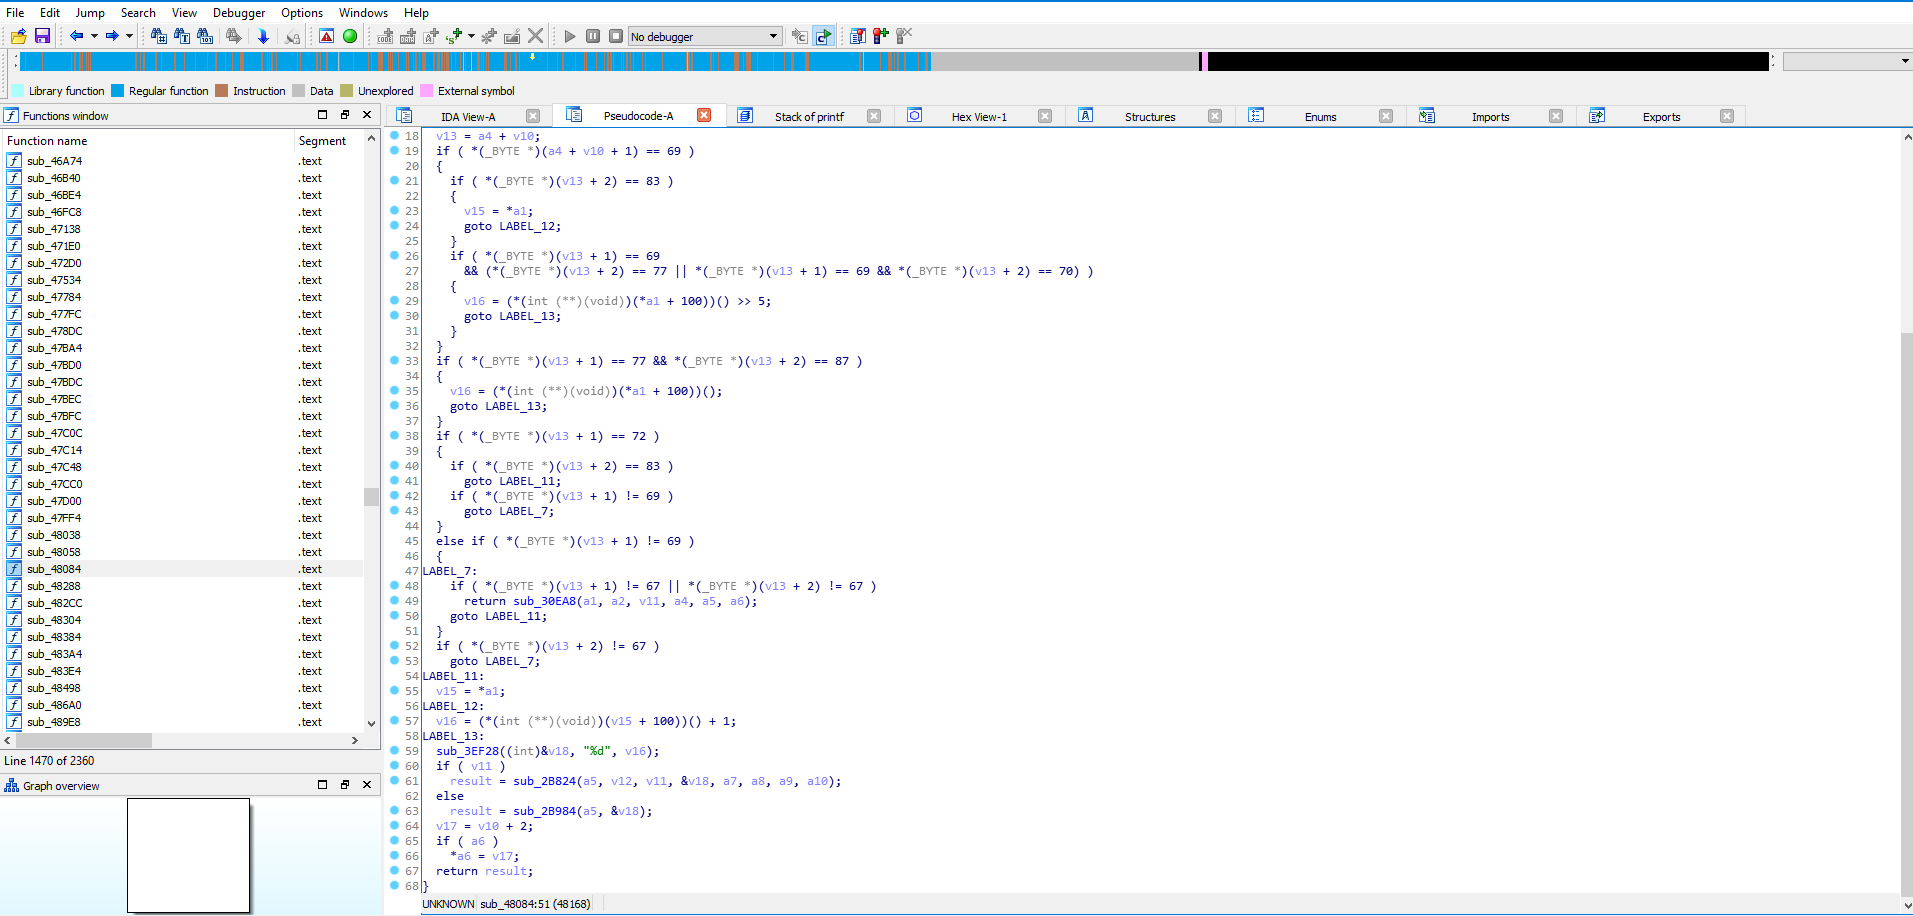 File Edit Jump Search View Debugger Options Windows Help
No debugger
Library function Regular function Instruction Data Unexplored External symbol
Functions window
Function name Segment
sub_46A74 .text
sub_46B40 .text
sub_46BE4 .text
sub_46FC8 .text
sub_47138 .text
sub_471E0 .text
sub_472D0 .text
sub_47534 .text
sub_47784 .text
sub_477FC .text
sub_478DC .text
sub_47BA4 .text
sub_47BD0 .text
sub_47BDC .text
sub_47BEC .text
sub_47BFC .text
sub_47C0C .text
sub_47C14 .text
sub_47C48 .text
sub_47CC0 .text
sub_47D00 .text
sub_47FF4 .text
sub_48038 .text
sub_48058 .text
sub_48084 .text
sub_48288 .text
sub_482CC .text
sub_48304 .text
sub_48384 .text
sub_483A4 .text
sub_483E4 .text
sub_48498 .text
sub_486A0 .text
sub_489E8 .text
Line 1470 of 2360
Graph overview
IDA View-A Pseudocode-A Stack of printf Hex View-1 Structures Enums Imports Exports
18 v13 = a4 + v10;
19 if ( *(_BYTE *)(a4 + v10 + 1) == 69 )
20 {
21 if ( *(_BYTE *)(v13 + 2) == 83 )
22 {
23 v15 = *a1;
24 goto LABEL_12;
25 }
26 if ( *(_BYTE *)(v13 + 1) == 69
27 && (*(_BYTE *)(v13 + 2) == 77 || *(_BYTE *)(v13 + 1) == 69 && *(_BYTE *)(v13 + 2) == 70) )
28 {
29 v16 = (*(int (**)(void))(*a1 + 100))() >> 5;
30 goto LABEL_13;
31 }
32 }
33 if ( *(_BYTE *)(v13 + 1) == 77 && *(_BYTE *)(v13 + 2) == 87 )
34 {
35 v16 = (*(int (**)(void))(*a1 + 100))();
36 goto LABEL_13;
37 }
38 if ( *(_BYTE *)(v13 + 1) == 72 )
39 {
40 if ( *(_BYTE *)(v13 + 2) == 83 )
41 goto LABEL_11;
42 if ( *(_BYTE *)(v13 + 1) != 69 )
43 goto LABEL_7;
44 }
45 else if ( *(_BYTE *)(v13 + 1) != 69 )
46 {
47 LABEL_7:
48 if ( *(_BYTE *)(v13 + 1) != 67 || *(_BYTE *)(v13 + 2) != 67 )
49 return sub_30EA8(a1, a2, v11, a4, a5, a6);
50 goto LABEL_11;
51 }
52 if ( *(_BYTE *)(v13 + 2) != 67 )
53 goto LABEL_7;
54 LABEL_11:
55 v15 = *a1;
56 LABEL_12:
57 v16 = (*(int (**)(void))(v15 + 100))() + 1;
58 LABEL_13:
59 sub_3EF28((int)&v18, "%d", v16);
60 if ( v11 )
61 result = sub_2B824(a5, v12, v11, &v18, a7, a8, a9, a10);
62 else
63 result = sub_2B984(a5, &v18);
64 v17 = v10 + 2;
65 if ( a6 )
66 *a6 = v17;
67 return result;
68 }
UNKNOWN sub_48084:51 (48168)